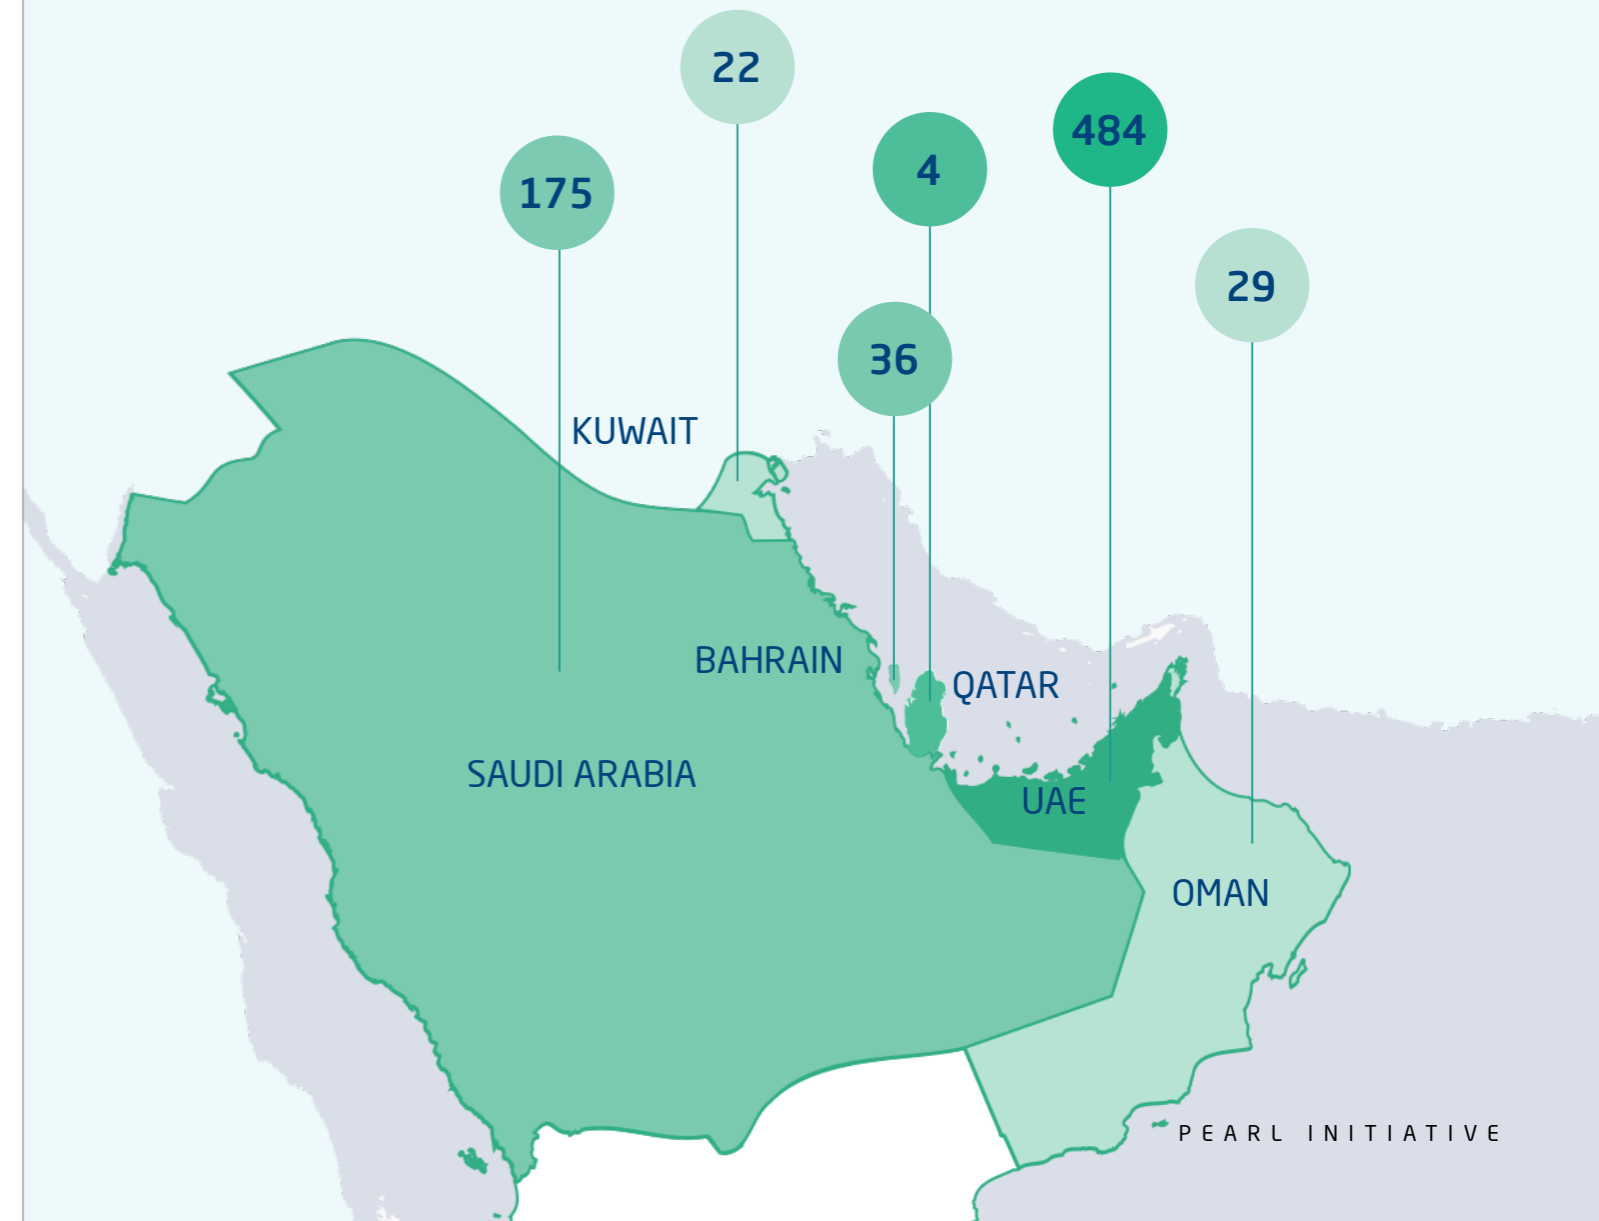 22
484
4
175
29
36
KUWAIT
BAHRAIN
QATAR
SAUDI ARABIA
UAE
OMAN
PEARL INITIATIVE